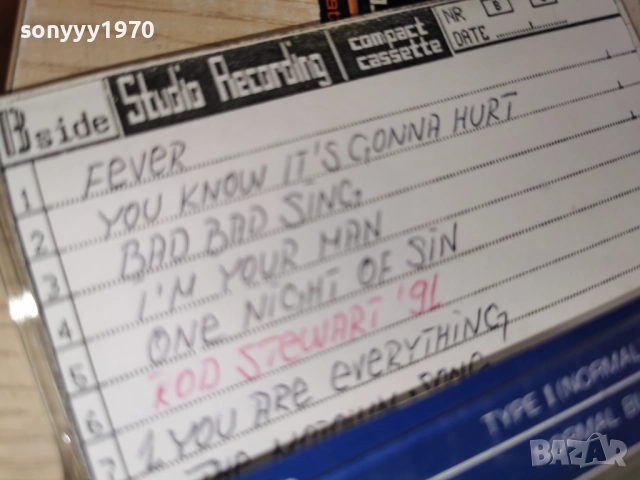 sonyyy1970
B side Studio Recording compact cassette NR B
DATE
1 FEVER
2 YOU KNOW IT'S GONNA HURT
3 BAD BAD SING
4 I'M YOUR MAN
5 ONE NIGHT OF SIN
6 ROD STEWART '91
7 1 YOU ARE EVERYTHING
TYPE I (NORMAL
BAZAR